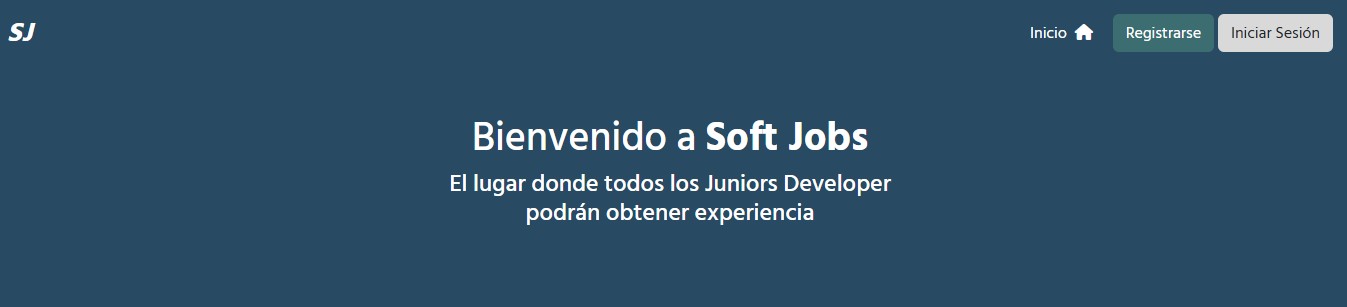 SJ
Inicio
Registrarse
Iniciar Sesión
Bienvenido a Soft Jobs
El lugar donde todos los Juniors Developer
podrán obtener experiencia